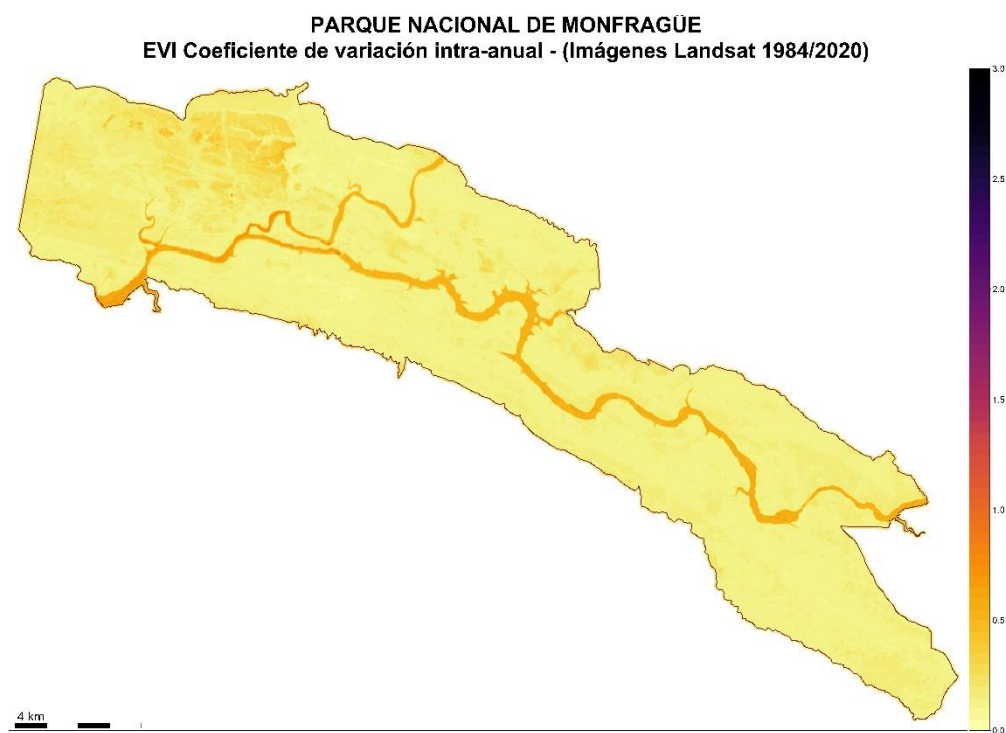 PARQUE NACIONAL DE MONFRAGÜE
EVI Coeficiente de variación intra-anual - (Imágenes Landsat 1984/2020)
3.0
2.5
2.0
1.5
1.0
0.5
0.0
4 km